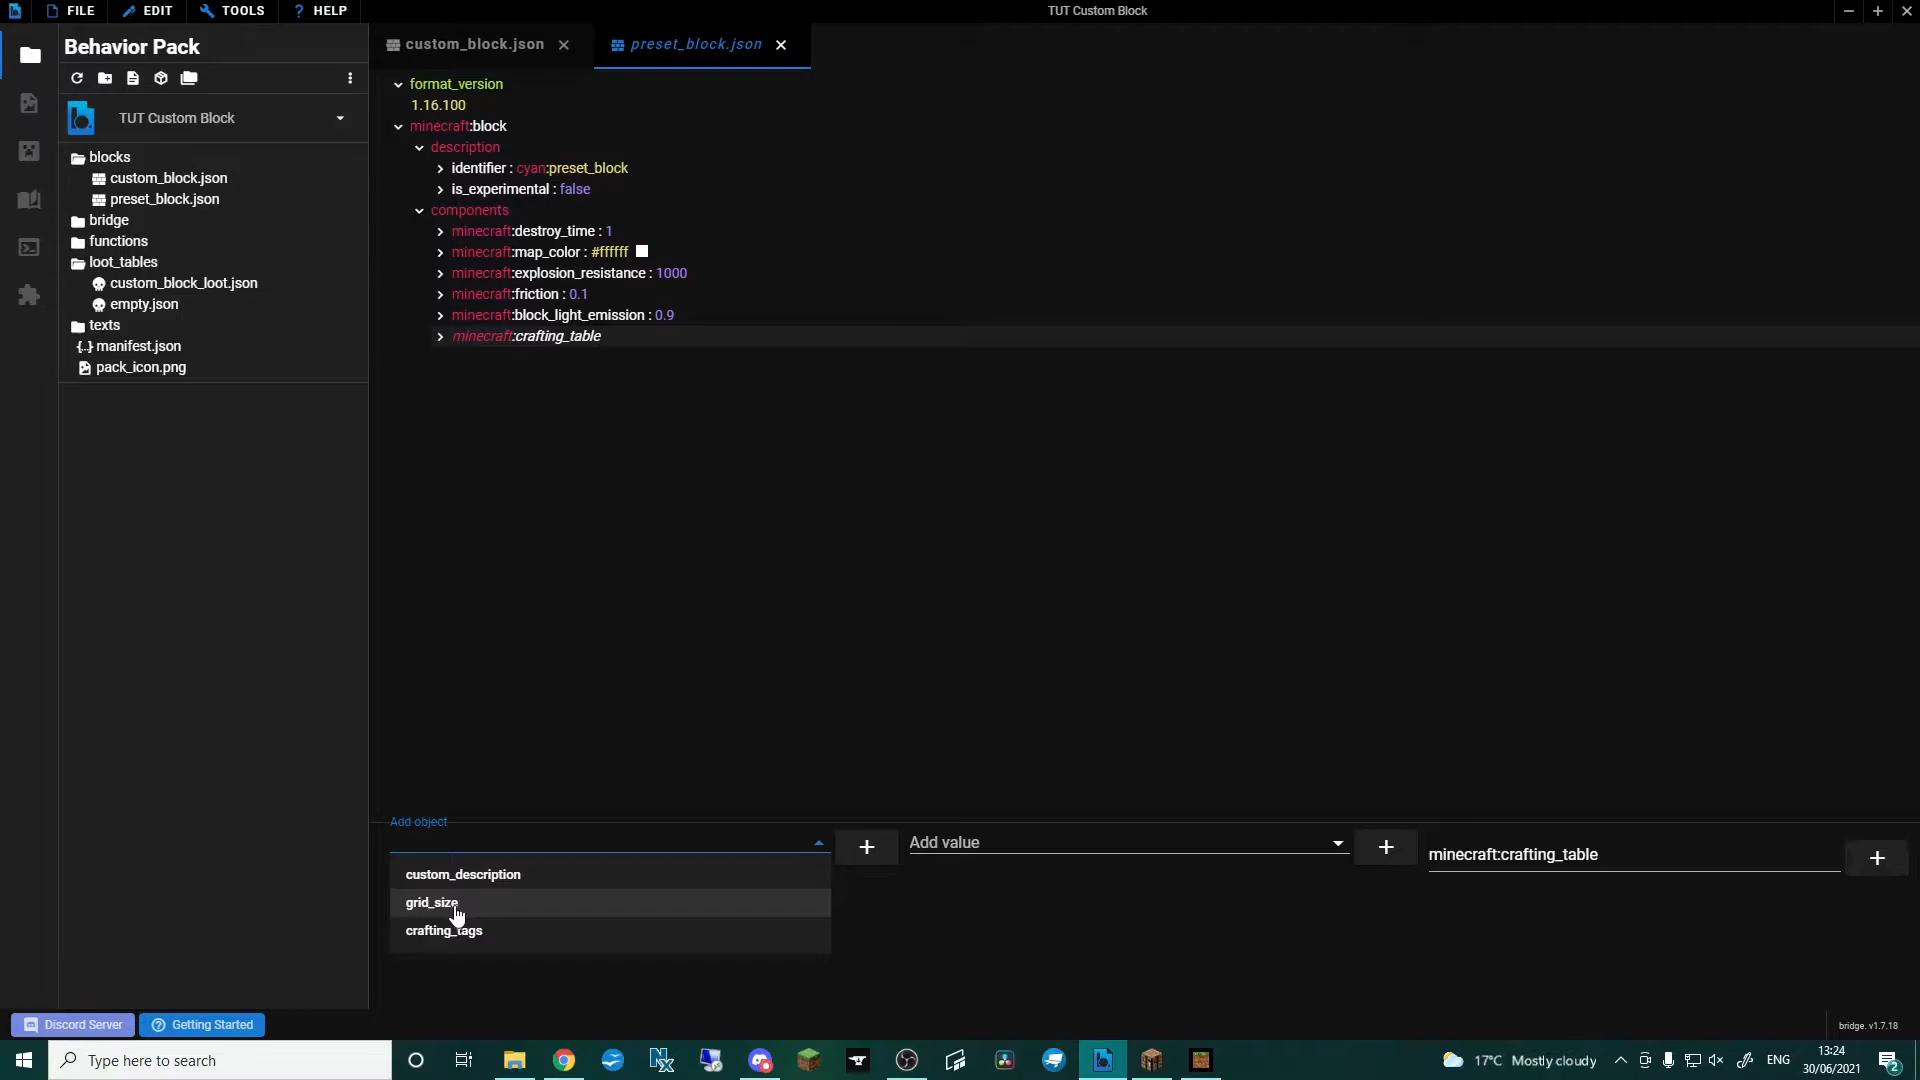 FILE EDIT TOOLS ? HELP TUT Custom Block
Behavior Pack
custom_block.json
preset_block.json
TUT Custom Block
blocks
custom_block.json
preset_block.json
bridge
functions
loot_tables
custom_block_loot.json
empty.json
texts
{..} manifest.json
pack_icon.png
format_version
1.16.100
minecraft:block
description
identifier : cyan:preset_block
is_experimental : false
components
minecraft:destroy_time : 1
minecraft:map_color : #ffffff
minecraft:explosion_resistance : 1000
minecraft:friction : 0.1
minecraft:block_light_emission : 0.9
minecraft:crafting_table
Add object
Add value
minecraft:crafting_table
custom_description
grid_size
crafting_tags
Discord Server
Getting Started
bridge. v1.7.18
Type here to search
17°C Mostly cloudy
ENG
13:24
30/06/2021
2